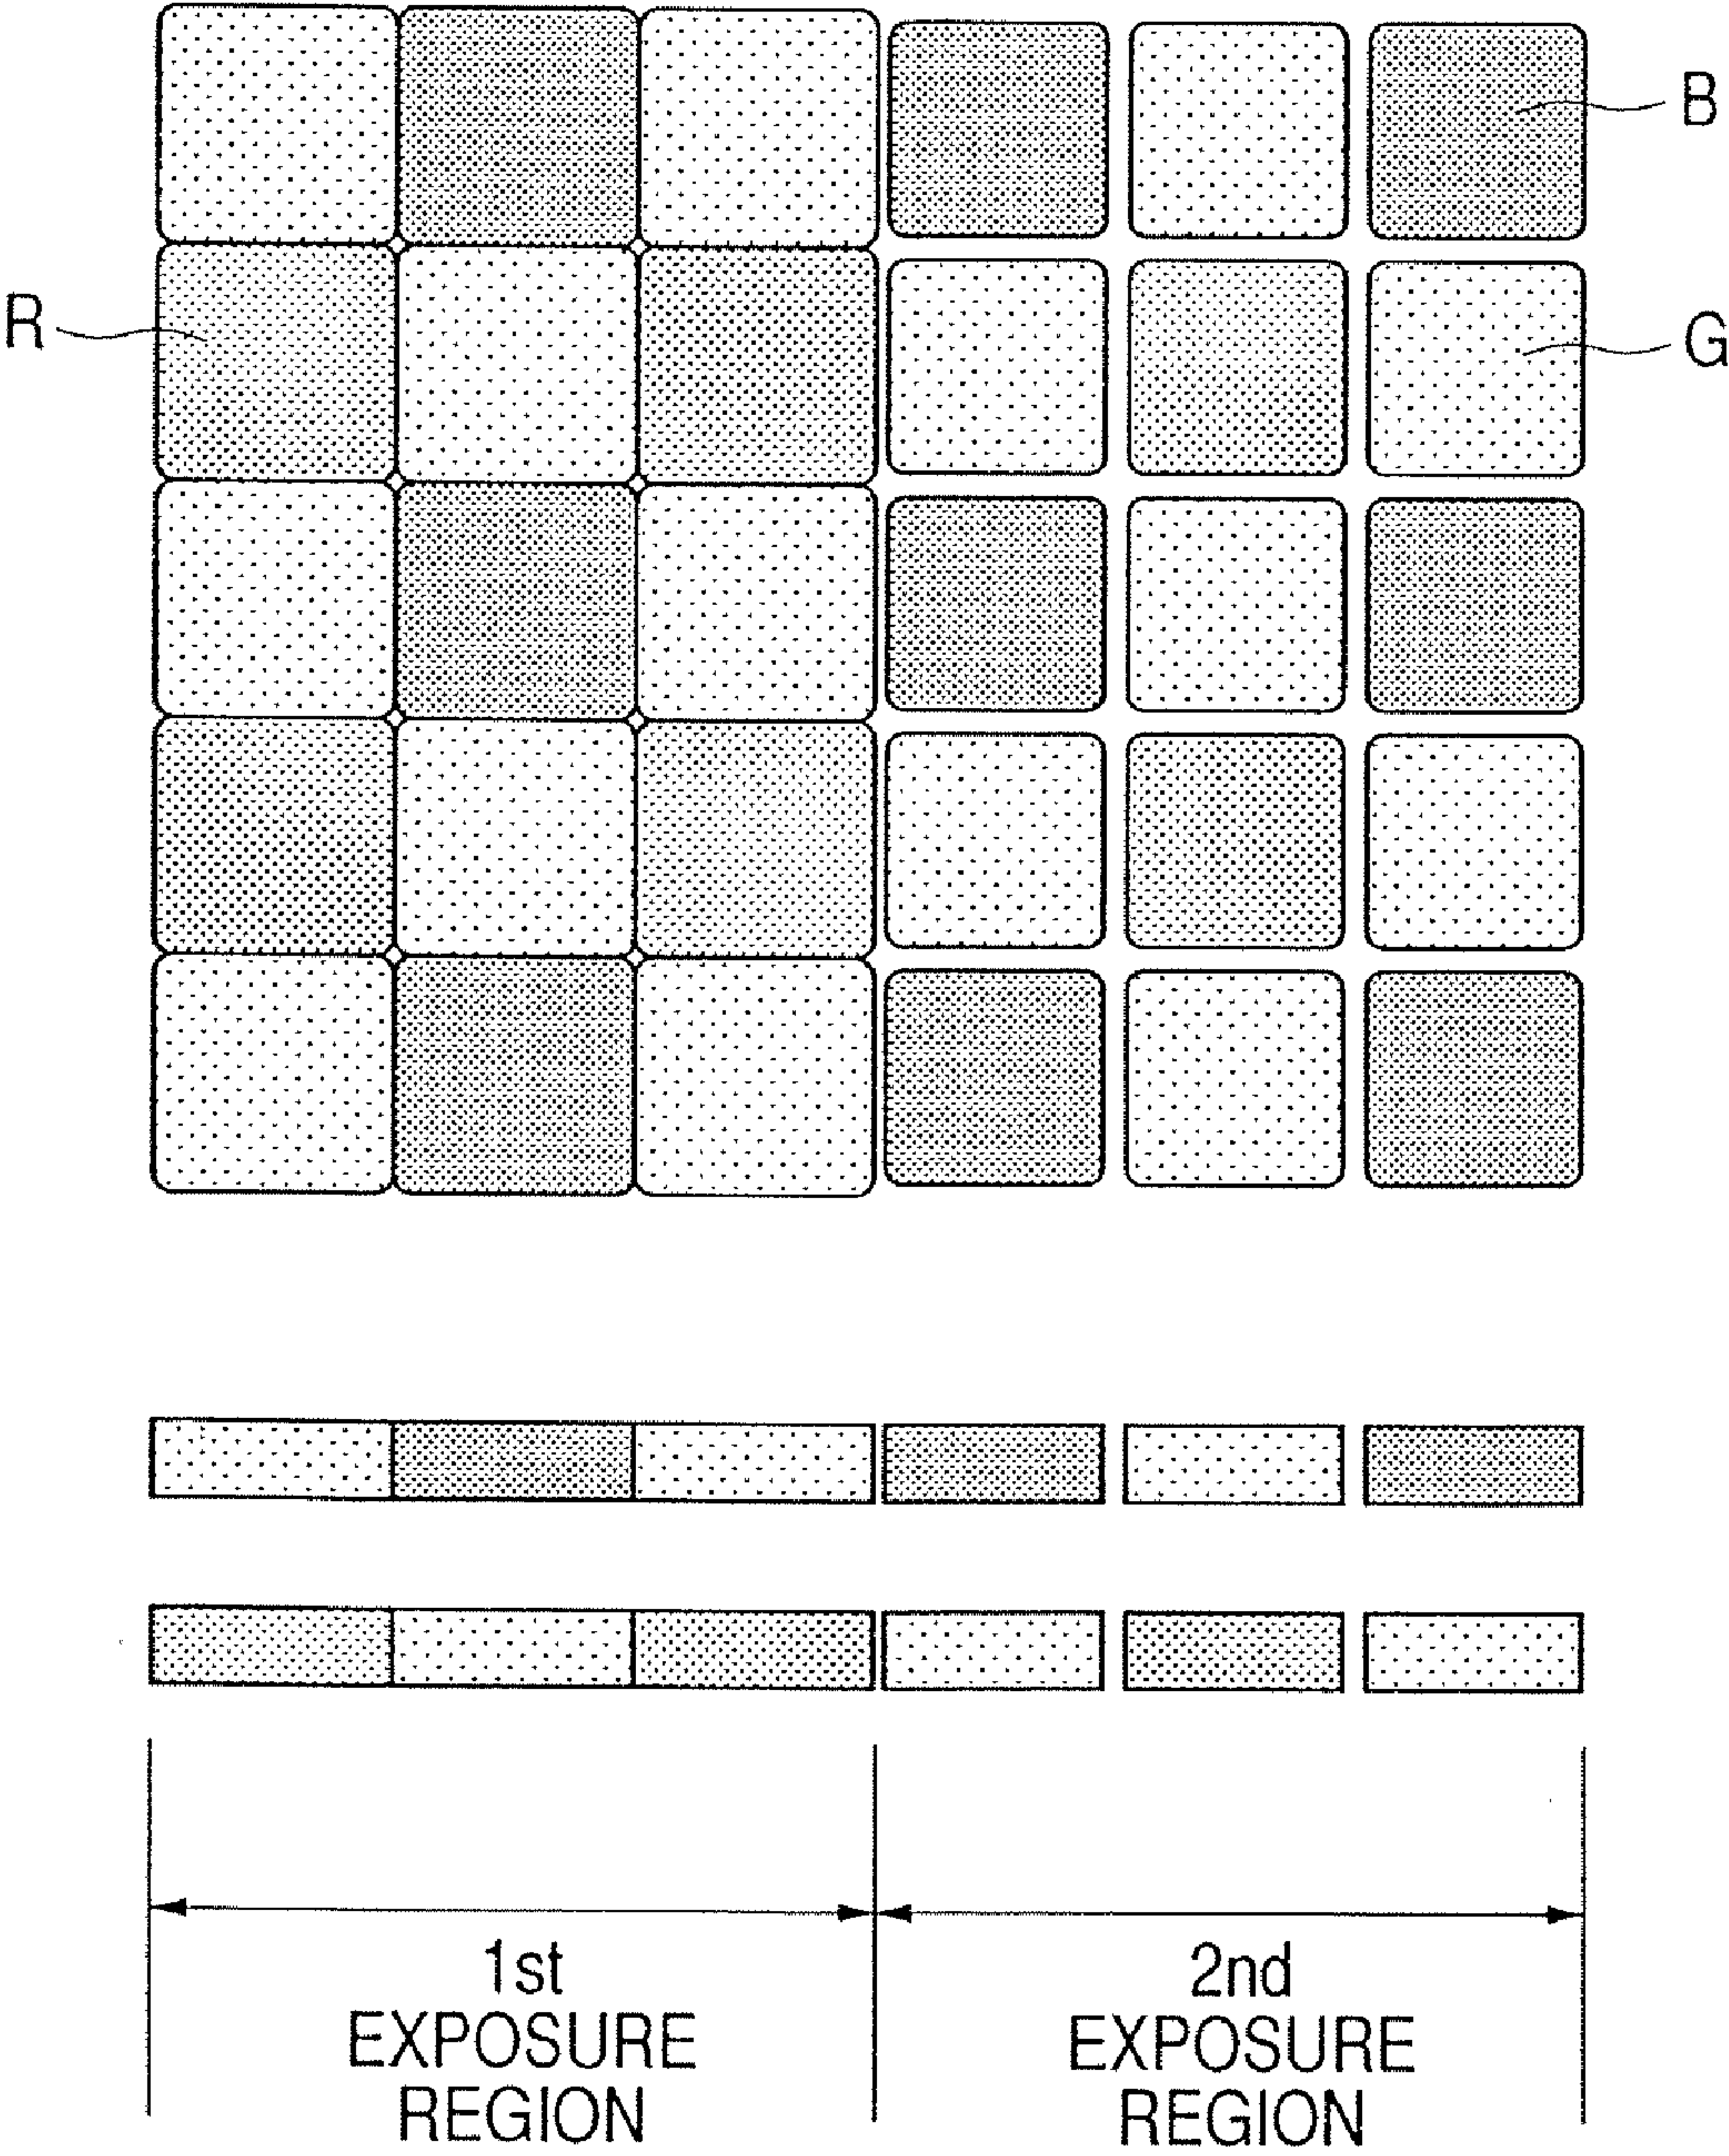 B
R
G
1st
EXPOSURE
REGION
2nd
EXPOSURE
REGION